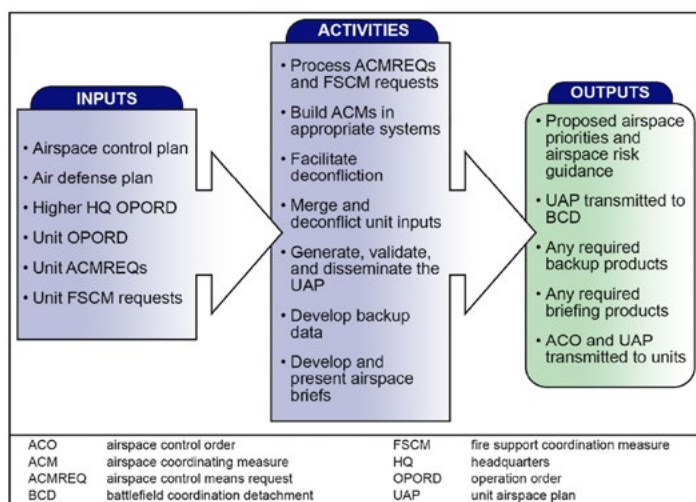 INPUTS
• Airspace control plan
• Air defense plan
• Higher HQ OPORD
• Unit OPORD
• Unit ACMREQs
• Unit FSCM requests
ACTIVITIES
• Process ACMREQs
and FSCM requests
• Build ACMs in
appropriate systems
• Facilitate
deconfliction
• Merge and
deconflict unit inputs
• Generate, validate,
and disseminate the
UAP
• Develop backup
data
• Develop and
present airspace
briefs
OUTPUTS
• Proposed airspace
priorities and
airspace risk
guidance
• UAP transmitted to
BCD
• Any required
backup products
• Any required
briefing products
• ACO and UAP
transmitted to units
ACO airspace control order
ACM airspace coordinating measure
ACMREQ airspace control means request
BCD battlefield coordination detachment
FSCM fire support coordination measure
HQ headquarters
OPORD operation order
UAP unit airspace plan